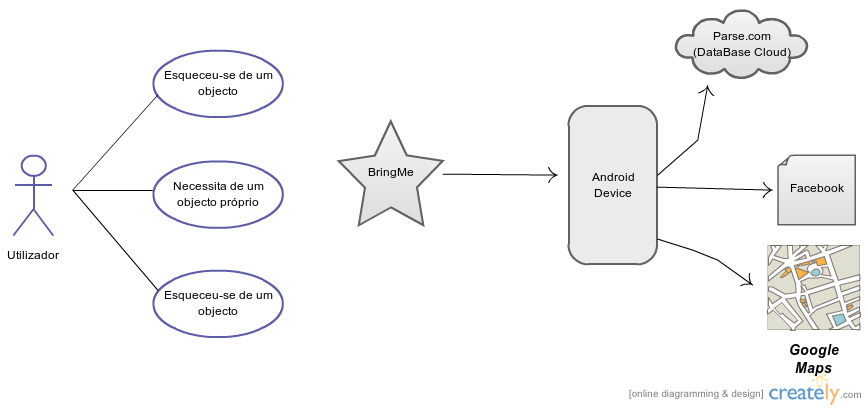 Esqueceu-se de um
objecto
Necessita de um
objecto próprio
Esqueceu-se de um
objecto
Utilizador
BringMe
Android
Device
Parse.com
(DataBase Cloud)
Facebook
Google
Maps
[online diagramming & design] creately.com